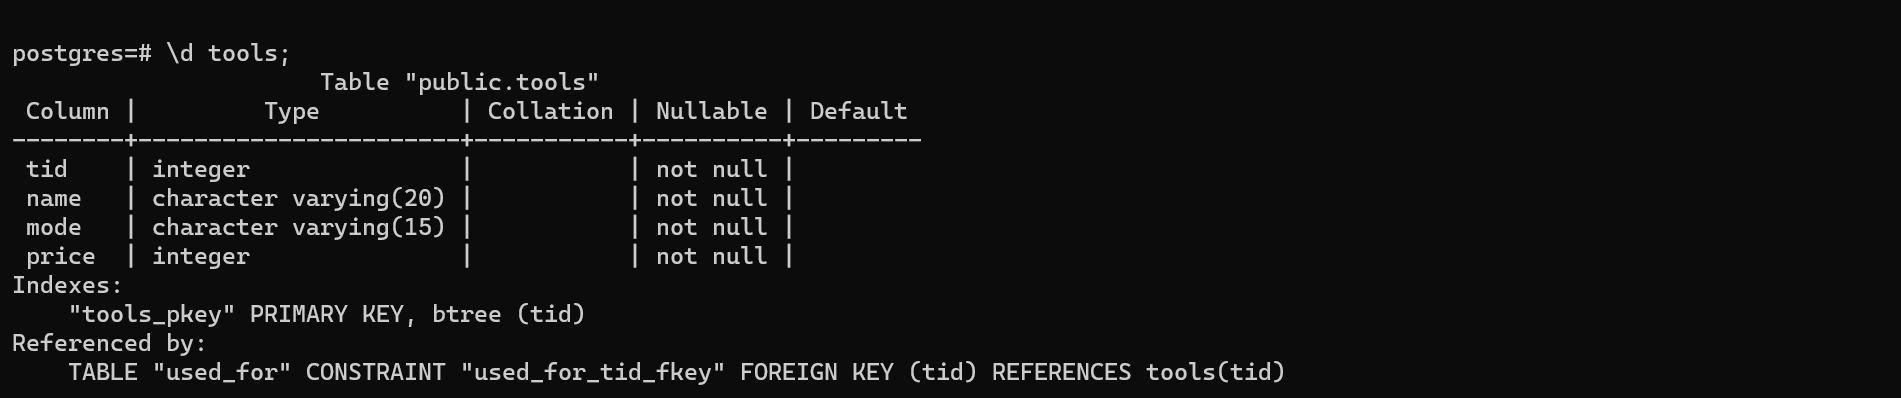 postgres=# \d tools;
                      Table "public.tools"
 Column |         Type          | Collation | Nullable | Default
--------+-----------------------+-----------+----------+---------
 tid    | integer               |           | not null |
 name   | character varying(20) |           | not null |
 mode   | character varying(15) |           | not null |
 price  | integer               |           | not null |
Indexes:
    "tools_pkey" PRIMARY KEY, btree (tid)
Referenced by:
    TABLE "used_for" CONSTRAINT "used_for_tid_fkey" FOREIGN KEY (tid) REFERENCES tools(tid)